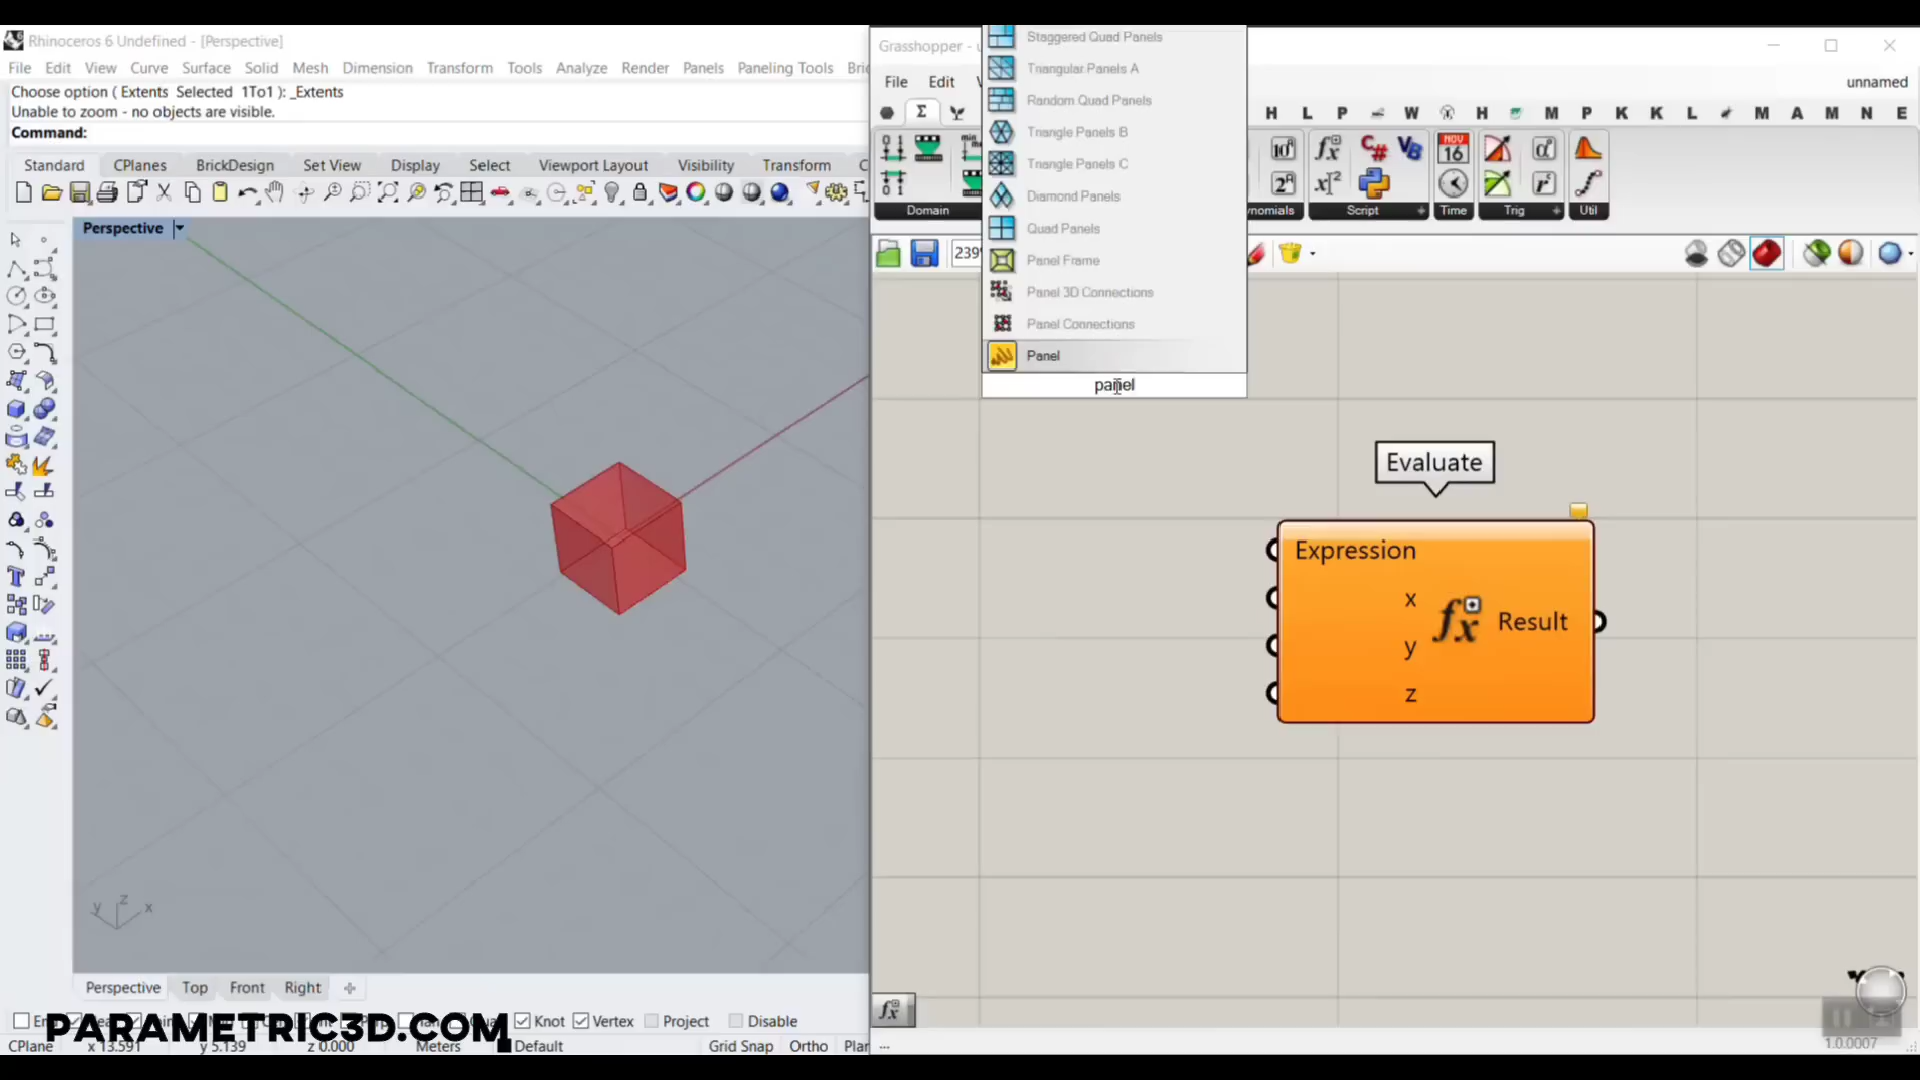 Rhinoceros 6 Undefined - [Perspective]
File Edit View Curve Surface Solid Mesh Dimension Transform Tools Analyze Render Panels Paneling Tools
Choose option ( Extents Selected 1To1 ): _Extents
Unable to zoom - no objects are visible.
Command:
Standard CPlanes BrickDesign Set View Display Select Viewport Layout Visibility Transform
Perspective
z
y x
Perspective Top Front Right
Knot Vertex Project Disable
PARAMETRIC3D.COM
CPlane x 13.591 y 5.139 z 0.000 Meters Default Grid Snap Ortho
Grasshopper -
File Edit
unnamed
H L P W H M P K K L M A M N E
Domain
Script Time Trig Util
NOV
16
239
Staggered Quad Panels
Triangular Panels A
Random Quad Panels
Triangle Panels B
Triangle Panels C
Diamond Panels
Quad Panels
Panel Frame
Panel 3D Connections
Panel Connections
Panel
panel
Evaluate
Expression
x
y
z
Result
...
1.0.0007